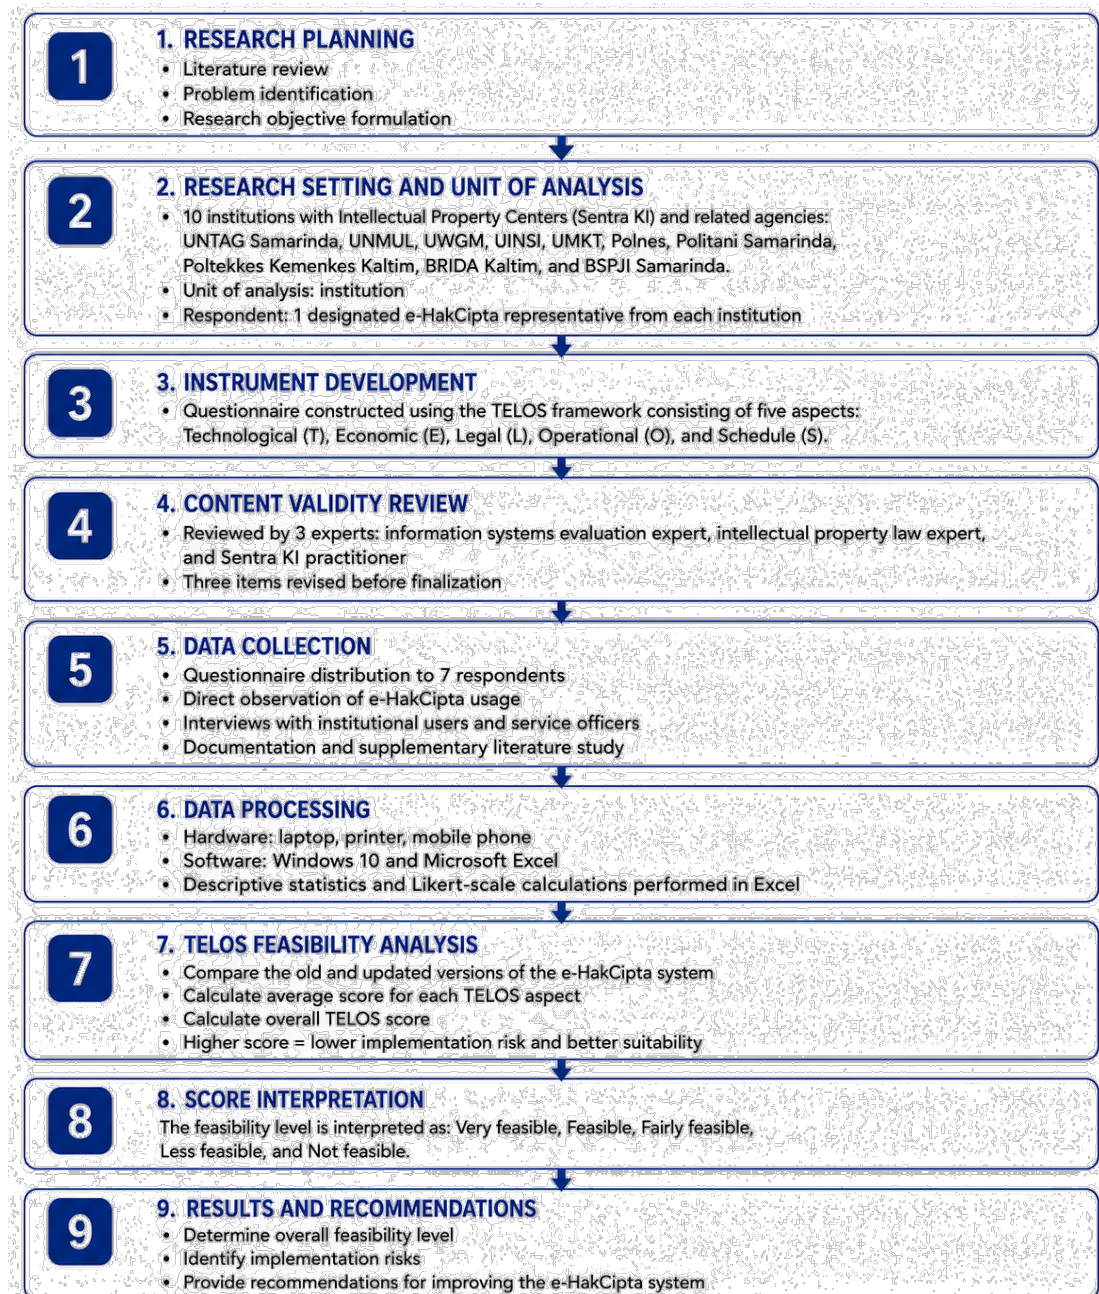 1
1. RESEARCH PLANNING
• Literature review
• Problem identification
• Research objective formulation
2
2. RESEARCH SETTING AND UNIT OF ANALYSIS
• 10 institutions with Intellectual Property Centers (Sentra KI) and related agencies:
UNTAG Samarinda, UNMUL, UWGM, UINSI, UMKT, Polnes, Politani Samarinda,
Poltekkes Kemenkes Kaltim, BRIDA Kaltim, and BSPJI Samarinda.
• Unit of analysis: institution
• Respondent: 1 designated e-HakCipta representative from each institution
3
3. INSTRUMENT DEVELOPMENT
• Questionnaire constructed using the TELOS framework consisting of five aspects:
Technological (T), Economic (E), Legal (L), Operational (O), and Schedule (S).
4
4. CONTENT VALIDITY REVIEW
• Reviewed by 3 experts: information systems evaluation expert, intellectual property law expert,
and Sentra KI practitioner
• Three items revised before finalization
5
5. DATA COLLECTION
• Questionnaire distribution to 7 respondents
• Direct observation of e-HakCipta usage
• Interviews with institutional users and service officers
• Documentation and supplementary literature study
6
6. DATA PROCESSING
• Hardware: laptop, printer, mobile phone
• Software: Windows 10 and Microsoft Excel
• Descriptive statistics and Likert-scale calculations performed in Excel
7
7. TELOS FEASIBILITY ANALYSIS
• Compare the old and updated versions of the e-HakCipta system
• Calculate average score for each TELOS aspect
• Calculate overall TELOS score
• Higher score = lower implementation risk and better suitability
8
8. SCORE INTERPRETATION
The feasibility level is interpreted as: Very feasible, Feasible, Fairly feasible,
Less feasible, and Not feasible.
9
9. RESULTS AND RECOMMENDATIONS
• Determine overall feasibility level
• Identify implementation risks
• Provide recommendations for improving the e-HakCipta system